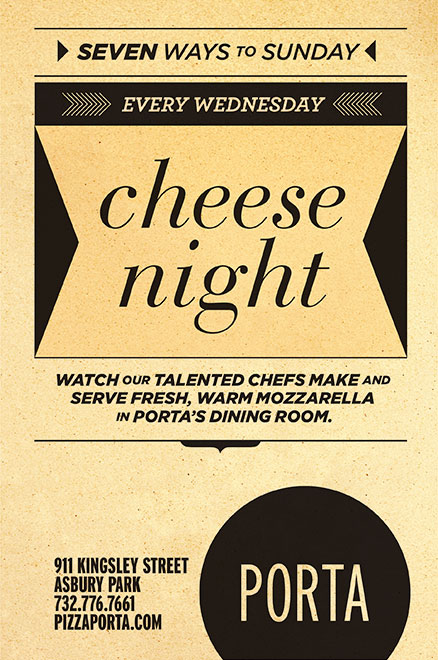 SEVEN WAYS TO SUNDAY
EVERY WEDNESDAY
cheese
night
WATCH OUR TALENTED CHEFS MAKE AND
SERVE FRESH, WARM MOZZARELLA
IN PORTA'S DINING ROOM.
911 KINGSLEY STREET
ASBURY PARK
732.776.7661
PIZZAPORTA.COM
PORTA